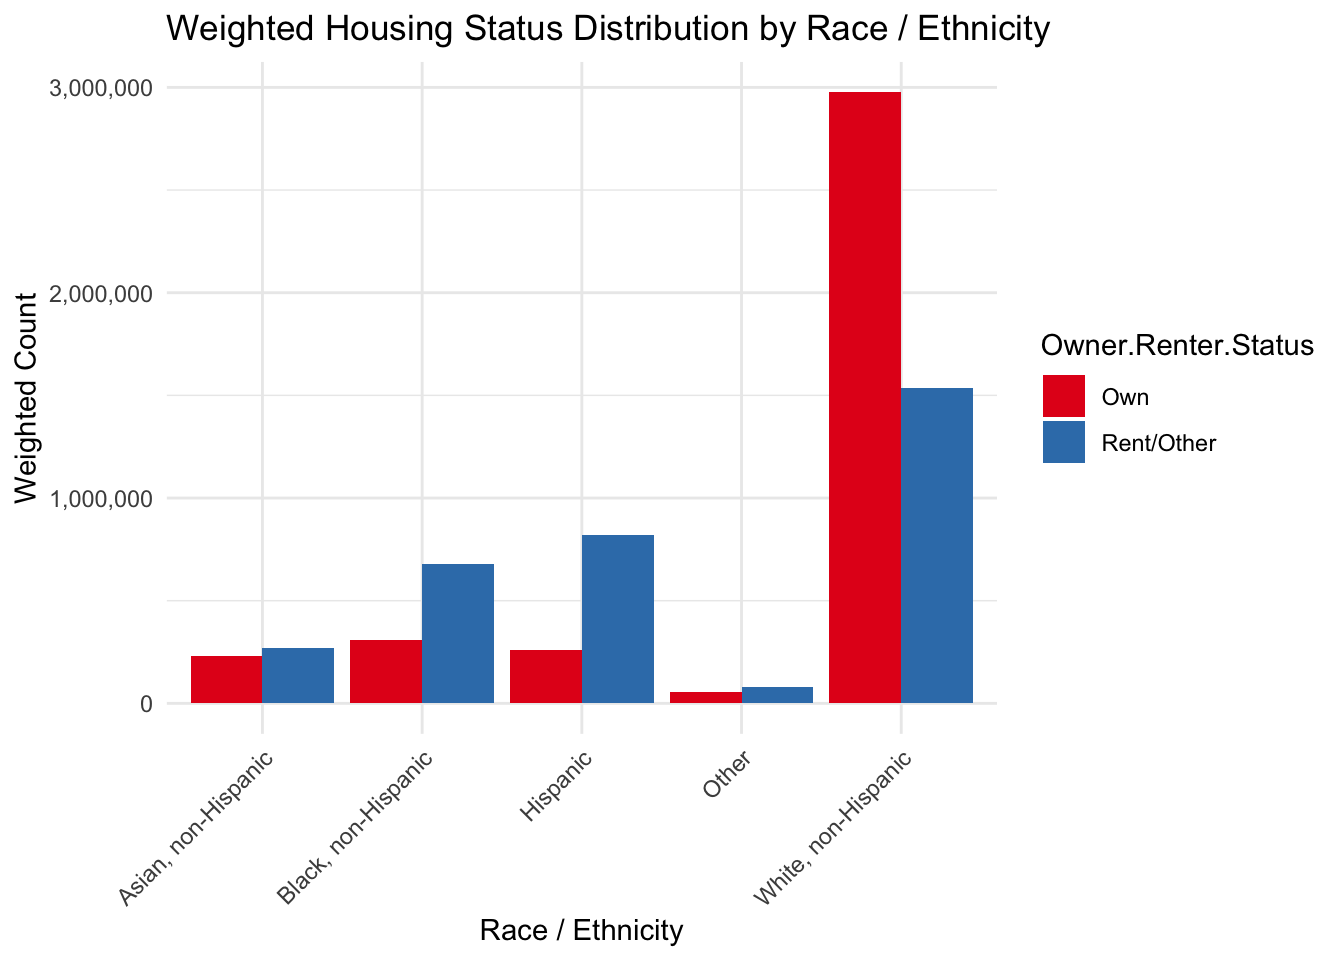 Weighted Housing Status Distribution by Race / Ethnicity
3,000,000
2,000,000
1,000,000
0
Weighted Count
Asian, non-Hispanic
Black, non-Hispanic
Hispanic
Other
White, non-Hispanic
Race / Ethnicity
Owner.Renter.Status
Own
Rent/Other